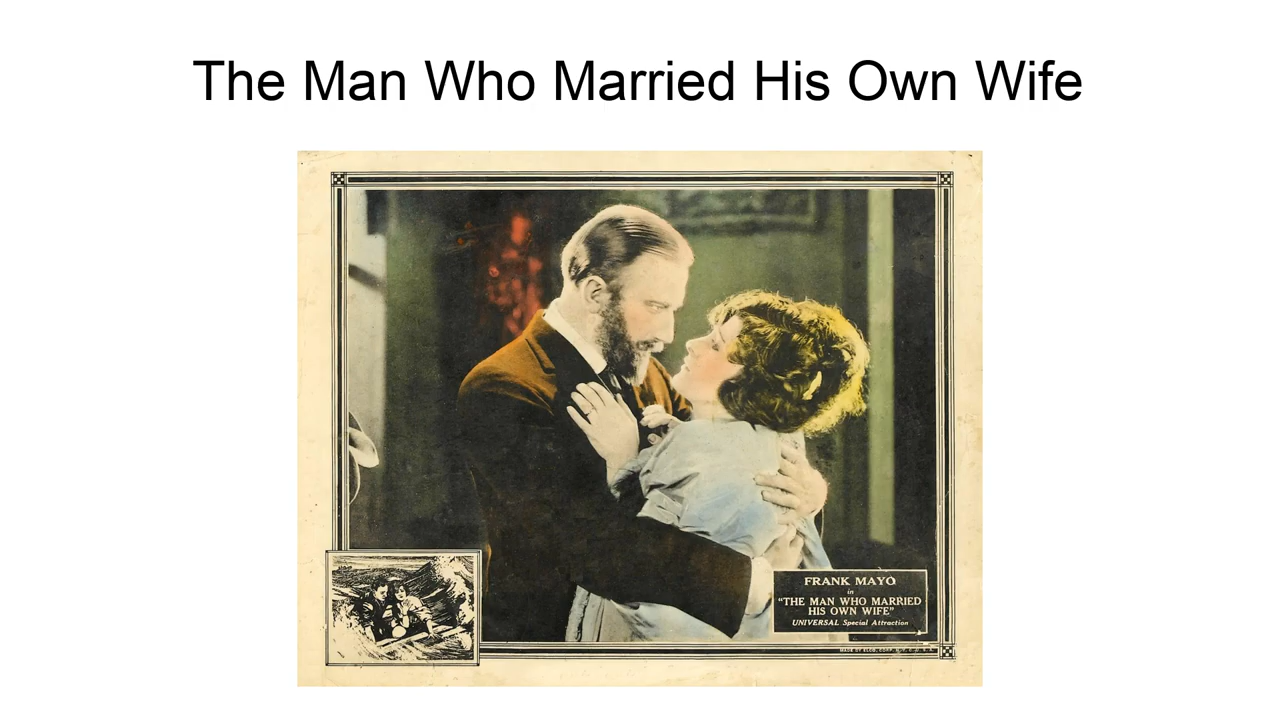 The Man Who Married His Own Wife
FRANK MAYO
in
"THE MAN WHO MARRIED
HIS OWN WIFE"
UNIVERSAL Special Attraction